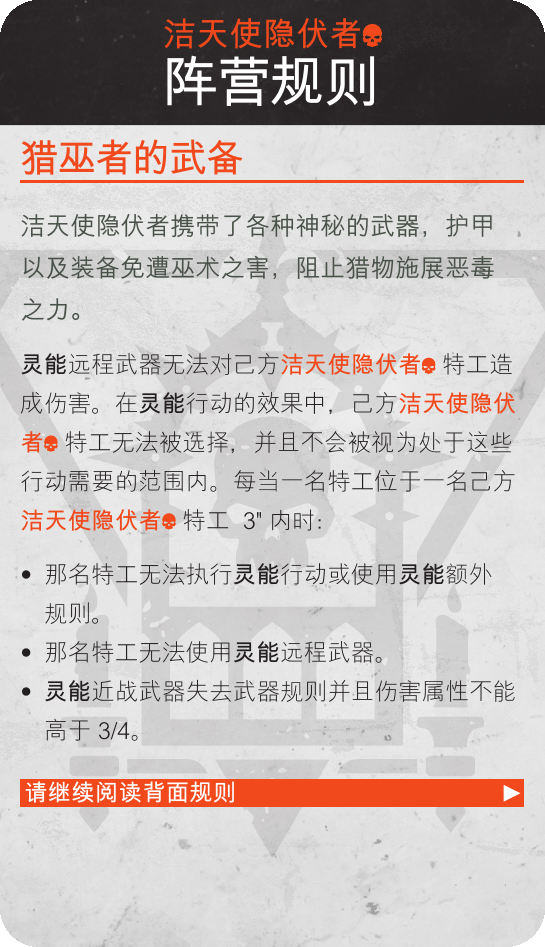 洁天使隐伏者
阵营规则
猎巫者的武备
洁天使隐伏者携带了各种神秘的武器，护甲
以及装备免遭巫术之害，阻止猎物施展恶毒
之力。
灵能远程武器无法对己方洁天使隐伏者 特工造
成伤害。在灵能行动的效果中，己方洁天使隐伏
者 特工无法被选择，并且不会被视为处于这些
行动需要的范围内。每当一名特工位于一名己方
洁天使隐伏者 特工 3" 内时:
• 那名特工无法执行灵能行动或使用灵能额外
规则。
• 那名特工无法使用灵能远程武器。
• 灵能近战武器失去武器规则并且伤害属性不能
高于 3/4。
请继续阅读背面规则 ▶